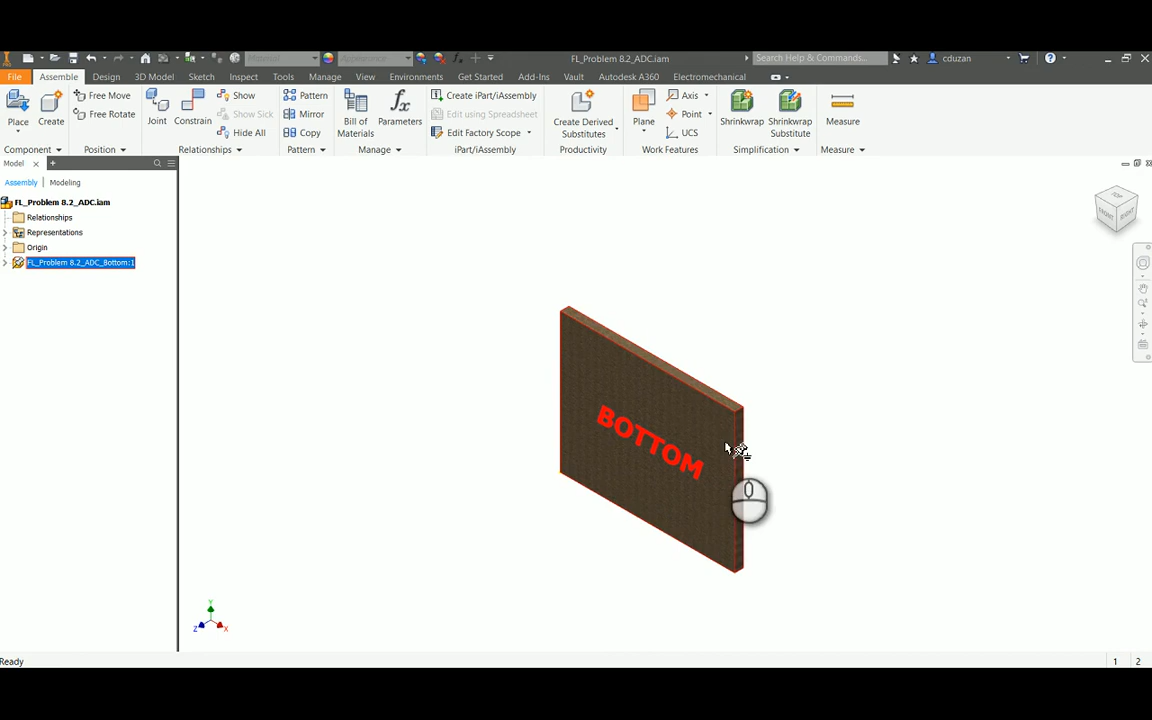 Material
Appearance
FL_Problem 8.2_ADC.iam
Search Help & Commands...
cduzan
File
Assemble
Design
3D Model
Sketch
Inspect
Tools
Manage
View
Environments
Get Started
Add-Ins
Vault
Autodesk A360
Electromechanical
Place
Create
Free Move
Free Rotate
Joint
Constrain
Show
Show Sick
Hide All
Pattern
Mirror
Copy
Bill of
Materials
Parameters
Create iPart/iAssembly
Edit using Spreadsheet
Edit Factory Scope
Create Derived
Substitutes
Plane
Axis
Point
UCS
Shrinkwrap
Shrinkwrap
Substitute
Measure
Component
Position
Relationships
Pattern
Manage
iPart/iAssembly
Productivity
Work Features
Simplification
Measure
Model
Assembly
Modeling
FL_Problem 8.2_ADC.iam
Relationships
Representations
Origin
FL_Problem 8.2_ADC_Bottom:1
TOP
FRONT
RIGHT
BOTTOM
Y
Z
X
Ready
1
2